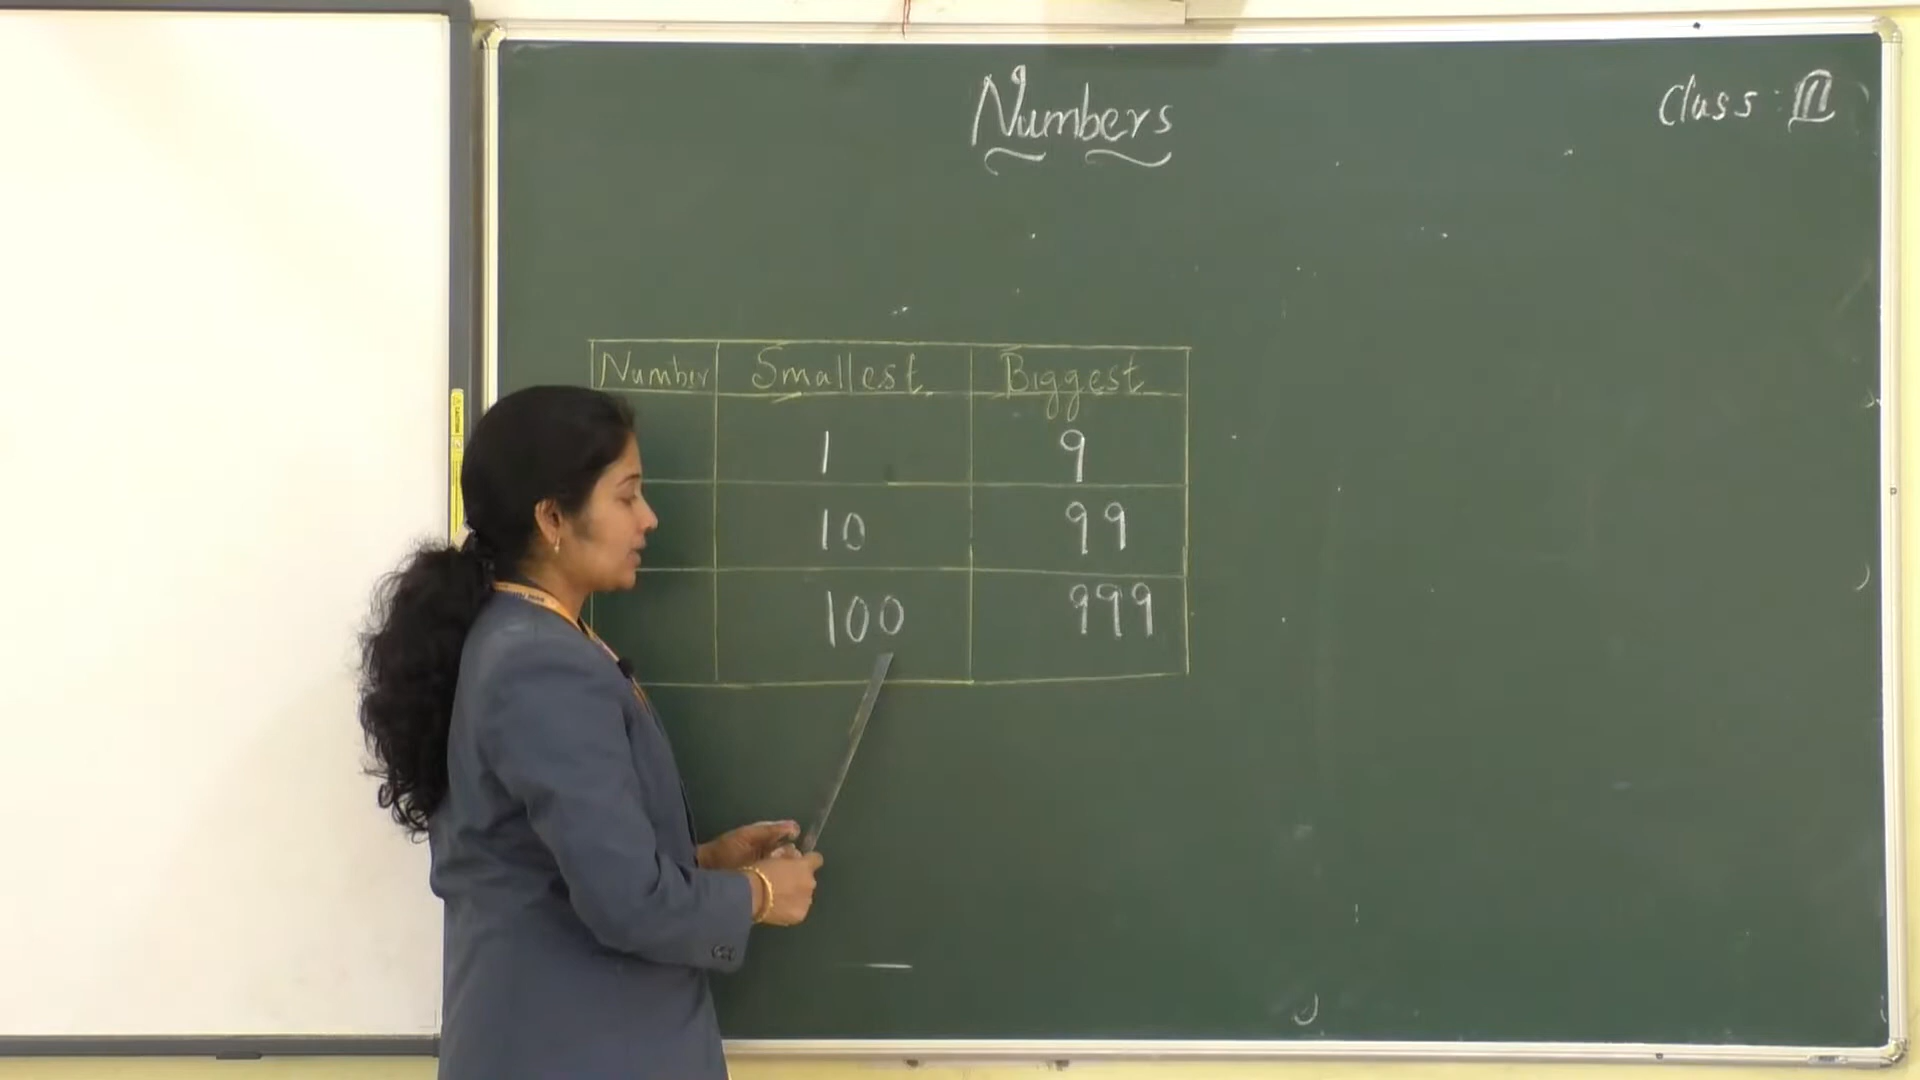 Numbers
Class : III
Number Smallest Biggest
1 9
10 99
100 999